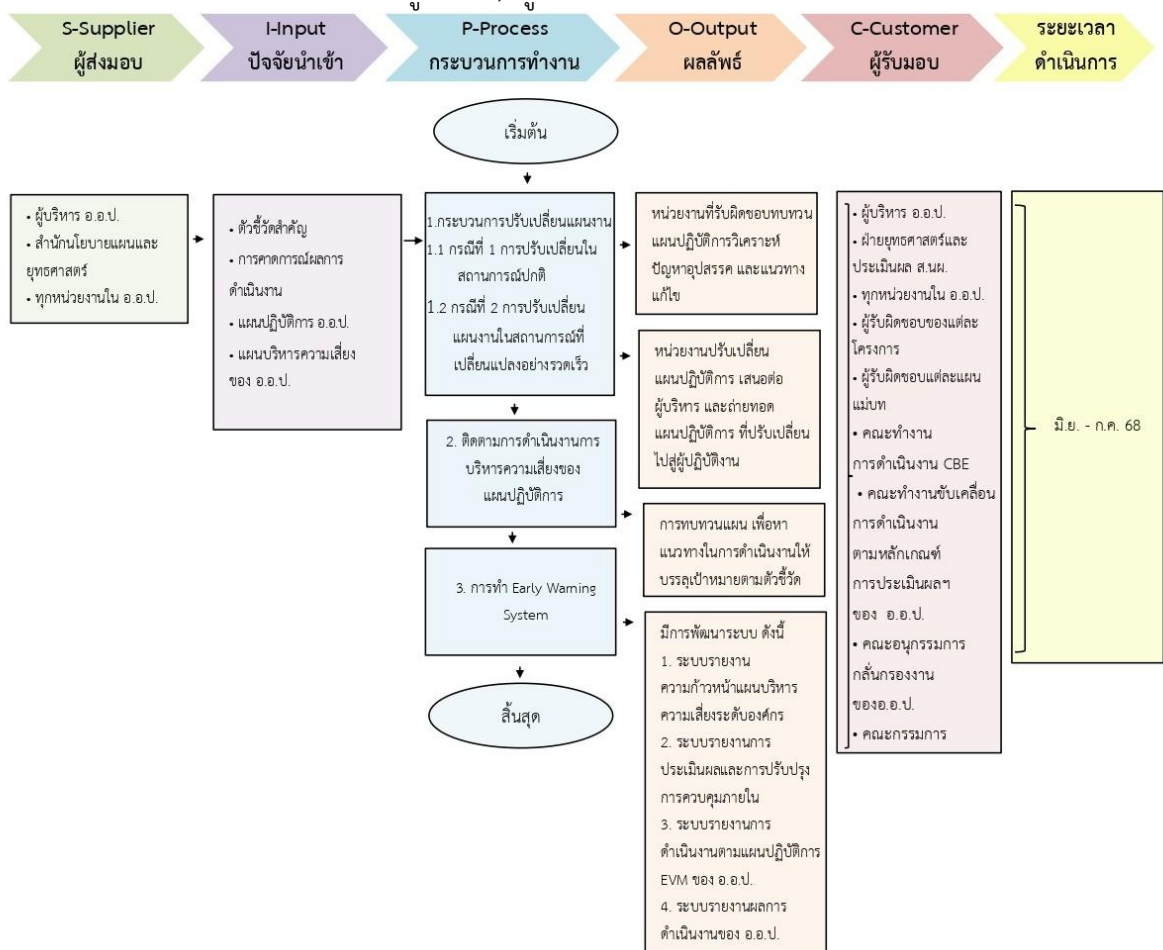 S-Supplier
ผู้ส่งมอบ
I-Input
ปัจจัยนำเข้า
P-Process
กระบวนการทำงาน
O-Output
ผลลัพธ์
C-Customer
ผู้รับมอบ
ระยะเวลา
ดำเนินการ
เริ่มต้น
• ผู้บริหาร อ.อ.ป.
• สำนักนโยบายแผนและ
ยุทธศาสตร์
• ทุกหน่วยงานใน อ.อ.ป.
• ตัวชี้วัดสำคัญ
• การคาดการณ์ผลการ
ดำเนินงาน
• แผนปฏิบัติการ อ.อ.ป.
• แผนบริหารความเสี่ยง
ของ อ.อ.ป.
1.กระบวนการปรับเปลี่ยนแผนงาน
1.1 กรณีที่ 1 การปรับเปลี่ยนใน
สถานการณ์ปกติ
1.2 กรณีที่ 2 การปรับเปลี่ยน
แผนงานในสถานการณ์ที่
เปลี่ยนแปลงอย่างรวดเร็ว
2. ติดตามการดำเนินงานการ
บริหารความเสี่ยงของ
แผนปฏิบัติการ
3. การทำ Early Warning
System
สิ้นสุด
หน่วยงานที่รับผิดชอบทบทวน
แผนปฏิบัติการวิเคราะห์
ปัญหาอุปสรรค และแนวทาง
แก้ไข
หน่วยงานปรับเปลี่ยน
แผนปฏิบัติการ เสนอต่อ
ผู้บริหาร และถ่ายทอด
แผนปฏิบัติการ ที่ปรับเปลี่ยน
ไปสู่ผู้ปฏิบัติงาน
การทบทวนแผน เพื่อหา
แนวทางในการดำเนินงานให้
บรรลุเป้าหมายตามตัวชี้วัด
มีการพัฒนาระบบ ดังนี้
1. ระบบรายงาน
ความก้าวหน้าแผนบริหาร
ความเสี่ยงระดับองค์กร
2. ระบบรายงานการ
ประเมินผลและการปรับปรุง
การควบคุมภายใน
3. ระบบรายงานการ
ดำเนินงานตามแผนปฏิบัติการ
EVM ของ อ.อ.ป.
4. ระบบรายงานผลการ
ดำเนินงานของ อ.อ.ป.
• ผู้บริหาร อ.อ.ป.
• ฝ่ายยุทธศาสตร์และ
ประเมินผล ส.นผ.
• ทุกหน่วยงานใน อ.อ.ป.
• ผู้รับผิดชอบของแต่ละ
โครงการ
• ผู้รับผิดชอบแต่ละแผน
แม่บท
• คณะทำงาน
การดำเนินงาน CBE
• คณะทำงานขับเคลื่อน
การดำเนินงาน
ตามหลักเกณฑ์
การประเมินผลฯ
ของ อ.อ.ป.
• คณะอนุกรรมการ
กลั่นกรองงาน
ของอ.อ.ป.
• คณะกรรมการ
มิ.ย. - ก.ค. 68